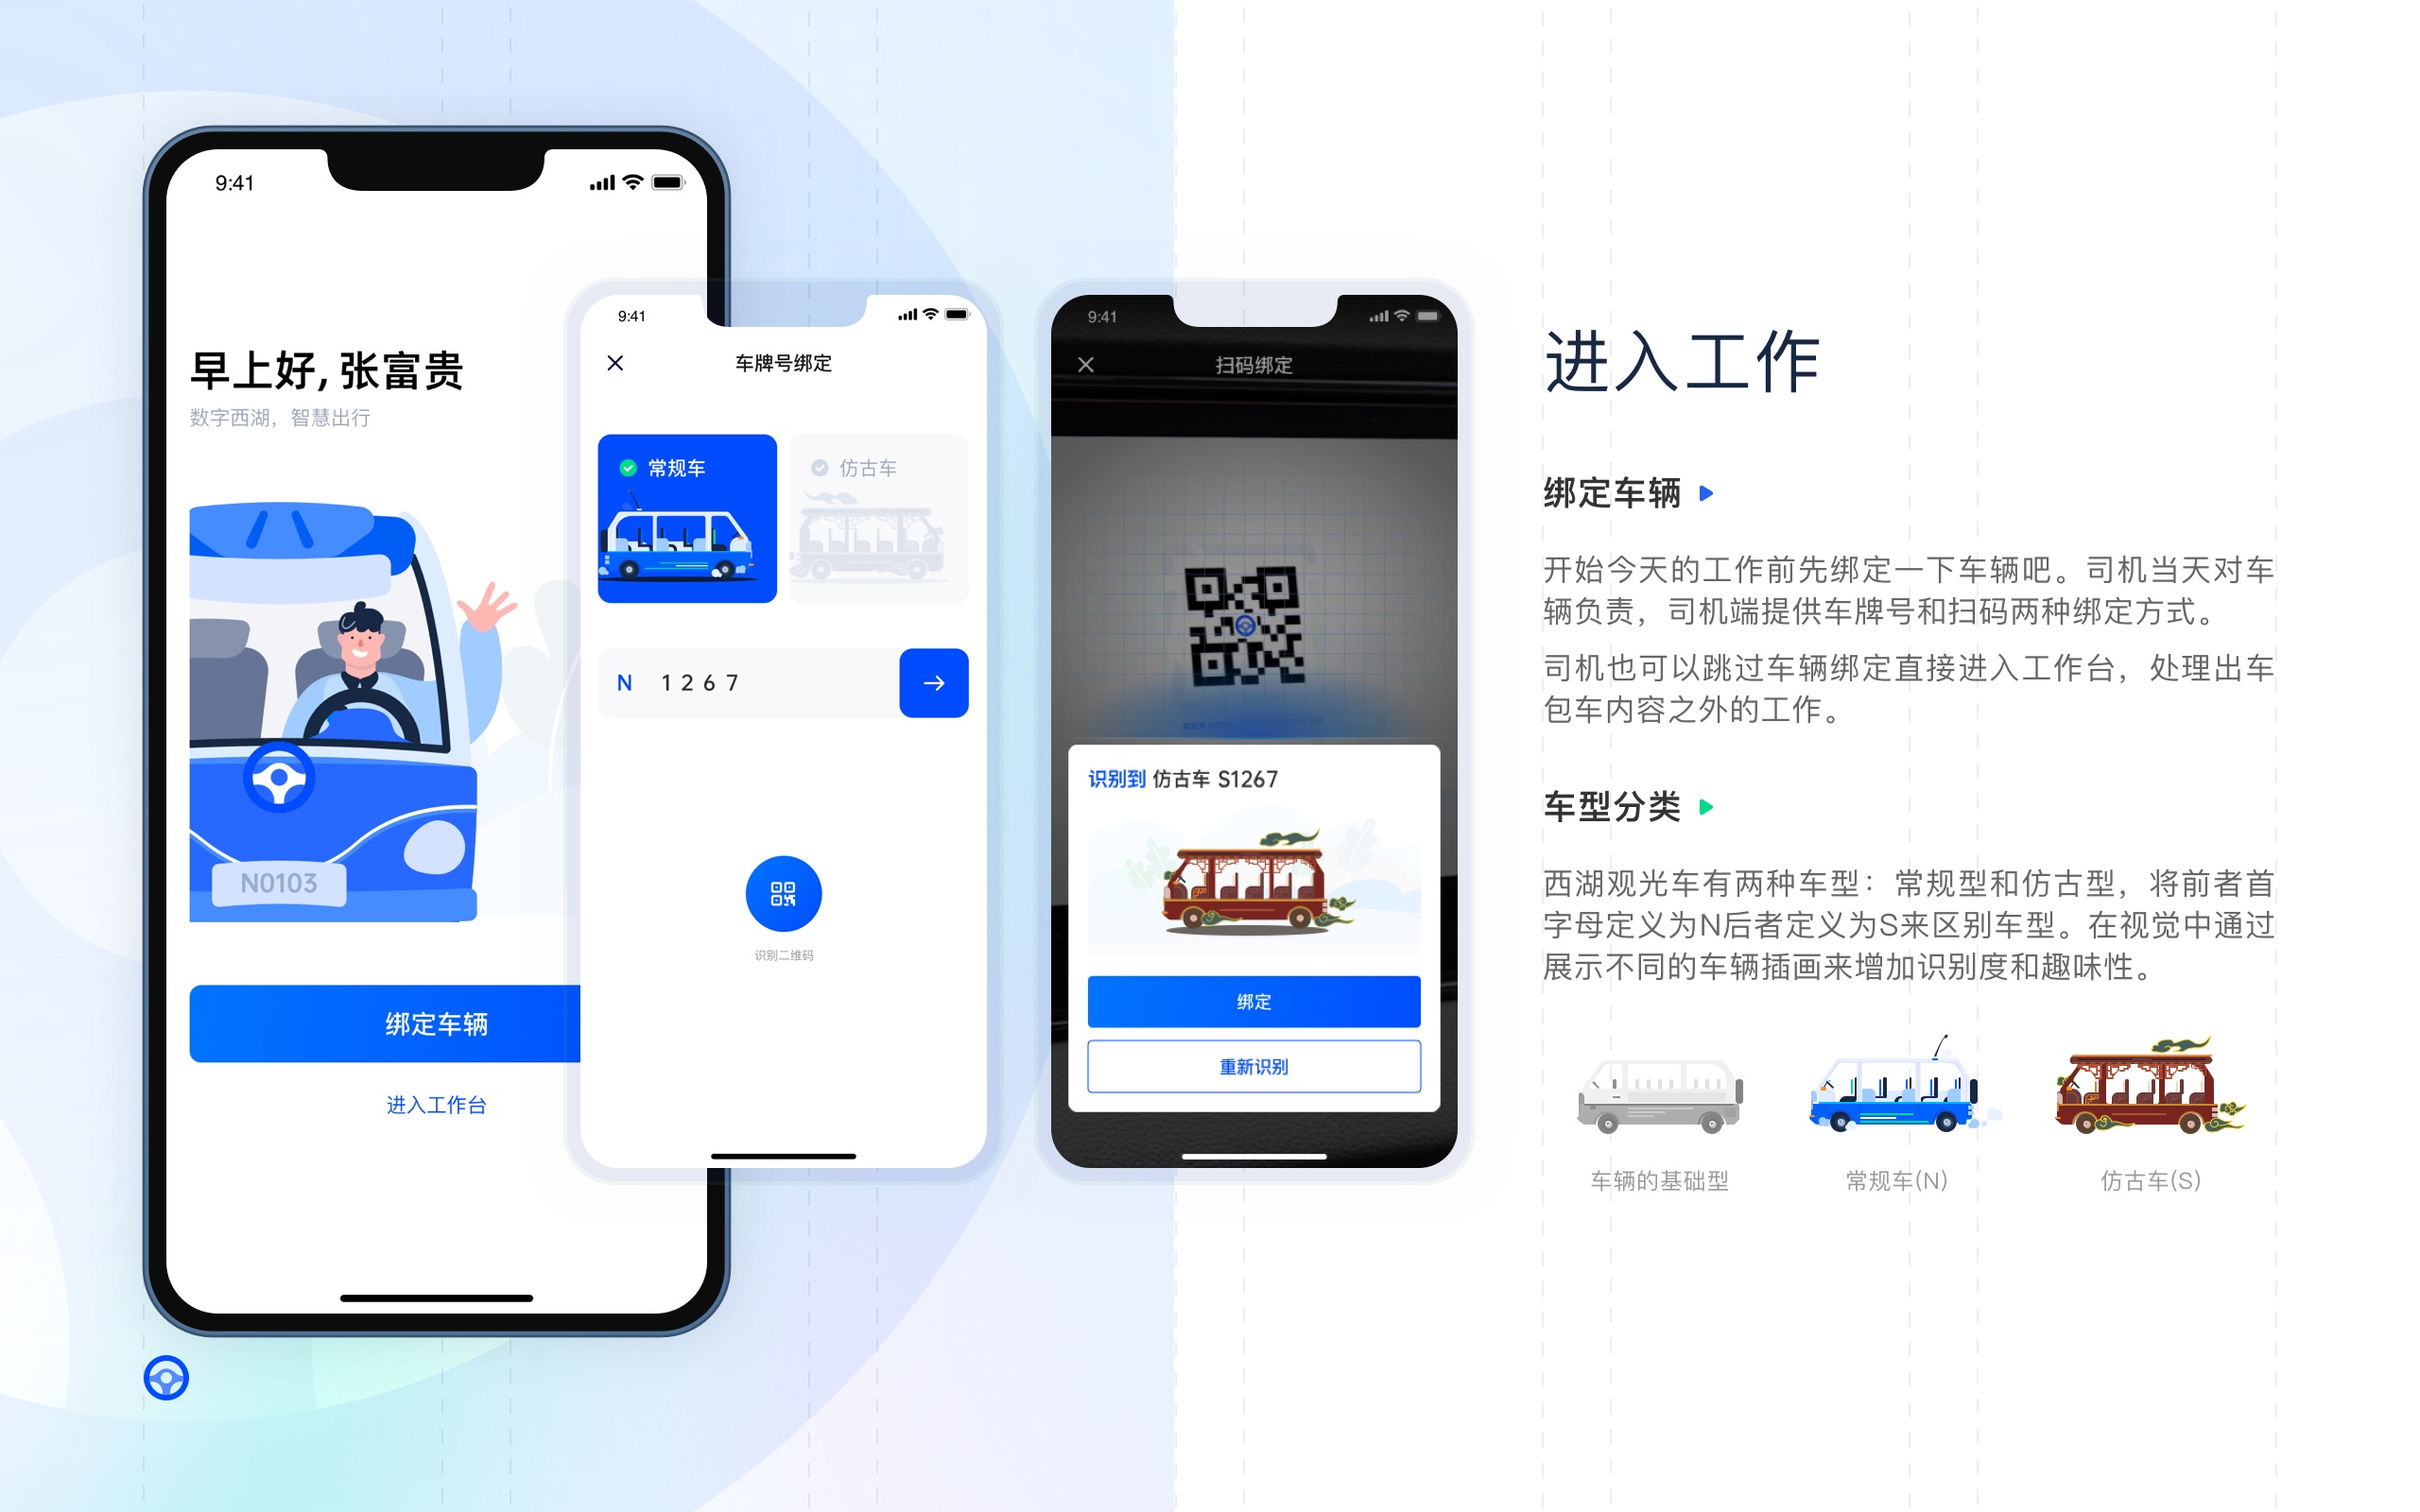 9:41
早上好, 张富贵
数字西湖，智慧出行
N0103
绑定车辆
进入工作台
9:41
车牌号绑定
常规车
仿古车
N 1 2 6 7
识别二维码
9:41
扫码绑定
识别到 仿古车 S1267
绑定
重新识别
进入工作
绑定车辆
开始今天的工作前先绑定一下车辆吧。司机当天对车
辆负责，司机端提供车牌号和扫码两种绑定方式。
司机也可以跳过车辆绑定直接进入工作台，处理出车
包车内容之外的工作。
车型分类
西湖观光车有两种车型：常规型和仿古型，将前者首
字母定义为N后者定义为S来区别车型。在视觉中通过
展示不同的车辆插画来增加识别度和趣味性。
车辆的基础型
常规车(N)
仿古车(S)